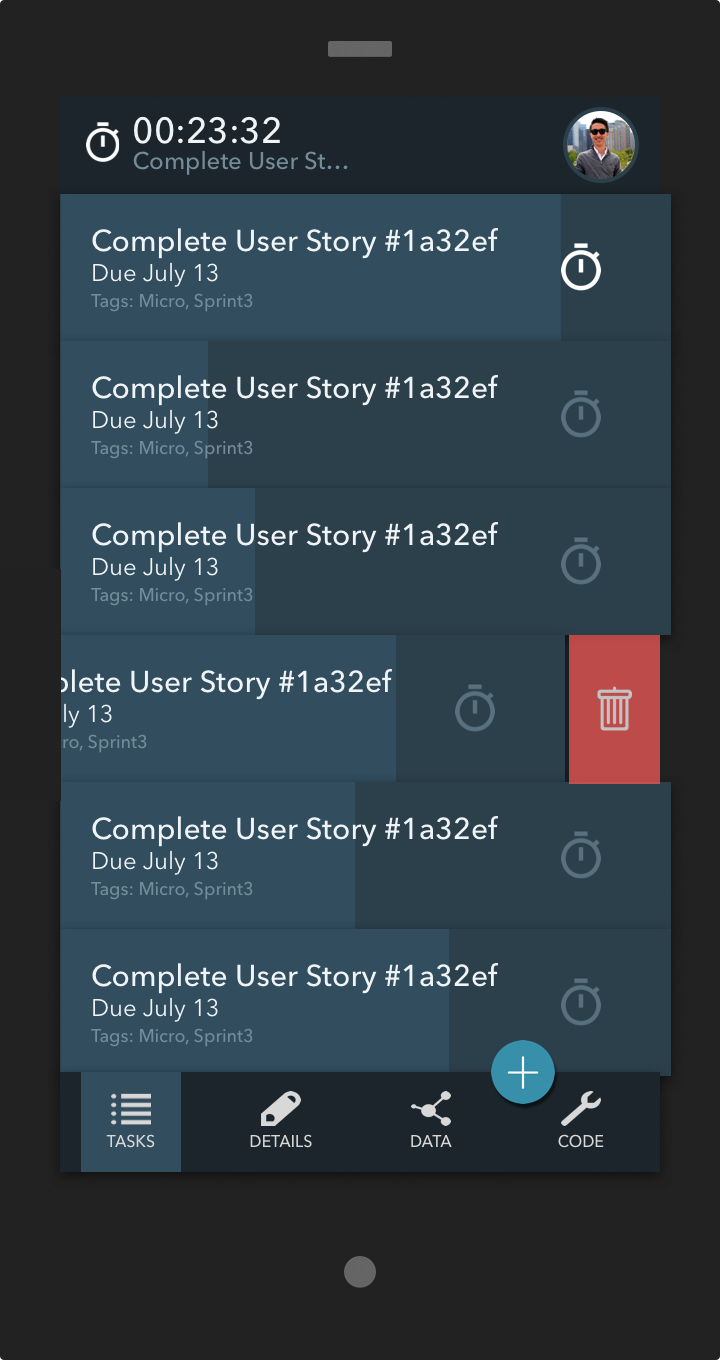 00:23:32
Complete User St...
Complete User Story #1a32ef
Due July 13
Tags: Micro, Sprint3
Complete User Story #1a32ef
Due July 13
Tags: Micro, Sprint3
Complete User Story #1a32ef
Due July 13
Tags: Micro, Sprint3
plete User Story #1a32ef
ly 13
ro, Sprint3
Complete User Story #1a32ef
Due July 13
Tags: Micro, Sprint3
Complete User Story #1a32ef
Due July 13
Tags: Micro, Sprint3
TASKS DETAILS DATA CODE